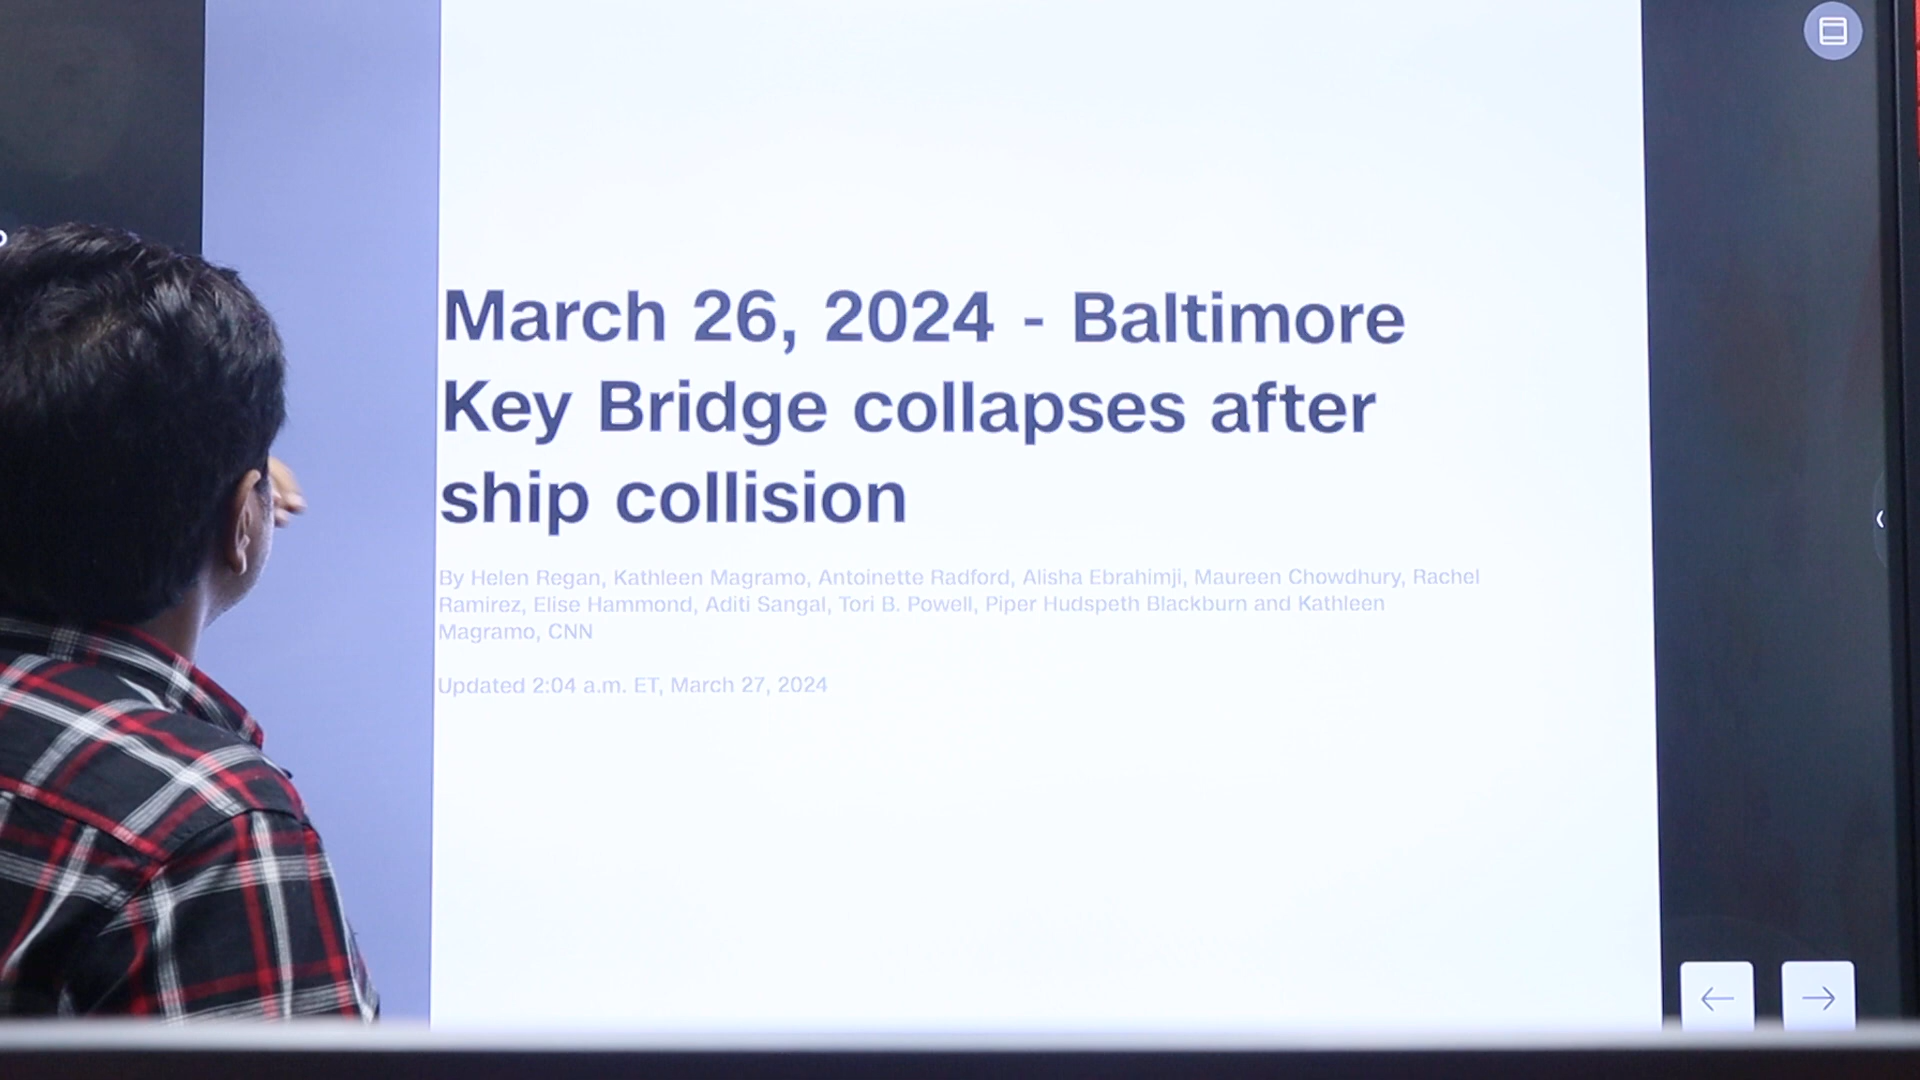 March 26, 2024 - Baltimore
Key Bridge collapses after
ship collision
By Helen Regan, Kathleen Magramo, Antoinette Radford, Alisha Ebrahimji, Maureen Chowdhury, Rachel
Ramirez, Elise Hammond, Aditi Sangal, Tori B. Powell, Piper Hudspeth Blackburn and Kathleen
Magramo, CNN
Updated 2:04 a.m. ET, March 27, 2024